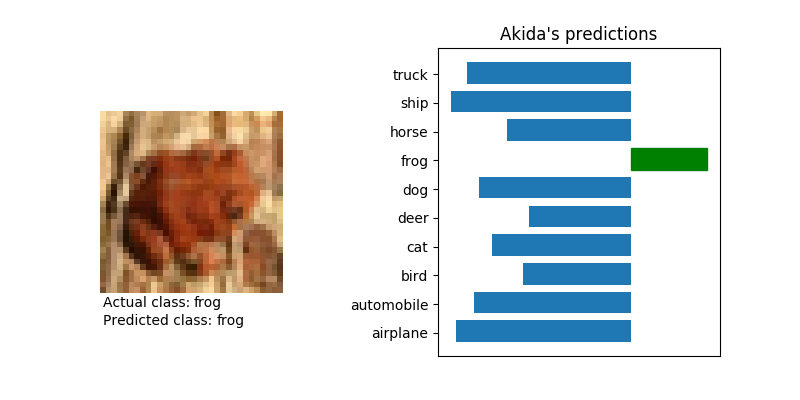 Akida's predictions
truck
ship
horse
frog
dog
deer
cat
bird
automobile
airplane
Actual class: frog
Predicted class: frog